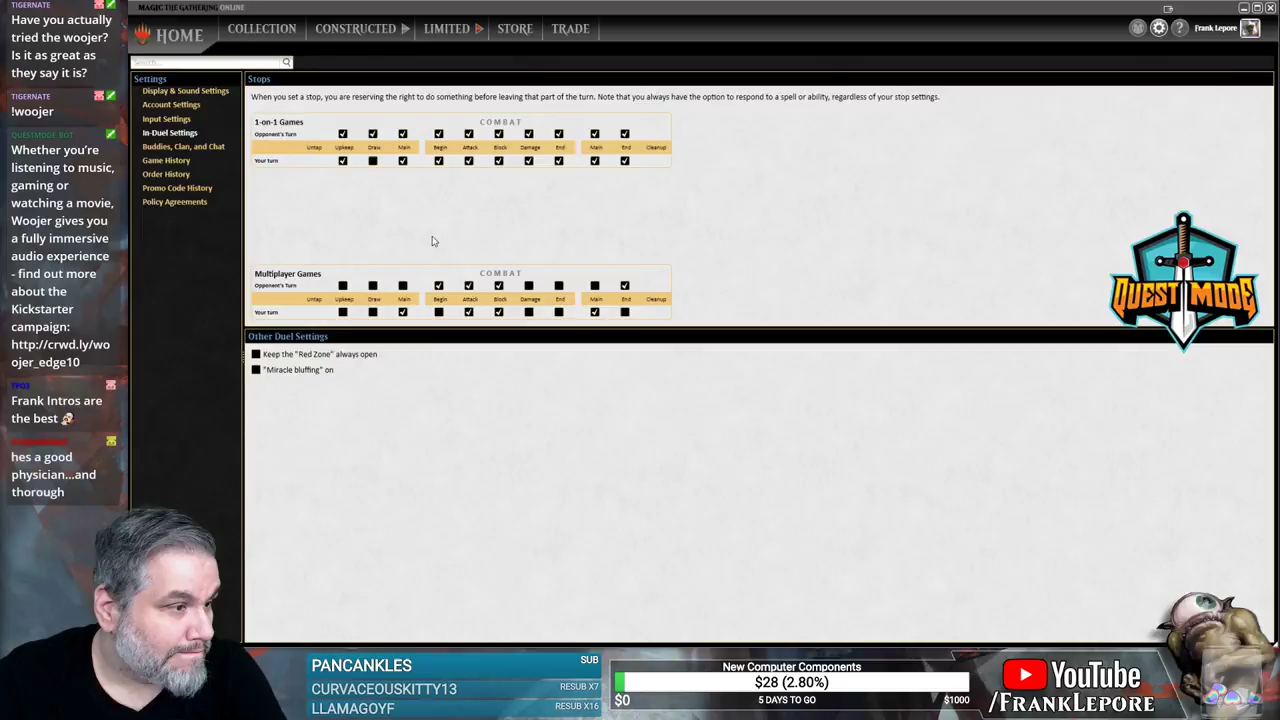 TIGERNATE
Have you actually
tried the woojer?
Is it as great as
they say it is?
TIGERNATE
!woojer
QUESTMODE_BOT
Whether you're
listening to music,
gaming or
watching a movie,
Woojer gives you
a fully immersive
audio experience
- find out more
about the
Kickstarter
campaign:
http://crwd.ly/wo
ojer_edge10
TPO3
Frank Intros are
the best
hes a good
physician...and
thorough
MAGIC: THE GATHERING ONLINE
HOME
COLLECTION
CONSTRUCTED
LIMITED
STORE
TRADE
?
Frank Lepore
Search...
Settings
Display & Sound Settings
Account Settings
Input Settings
In-Duel Settings
Buddies, Clan, and Chat
Game History
Order History
Promo Code History
Policy Agreements
Stops
When you set a stop, you are reserving the right to do something before leaving that part of the turn. Note that you always have the option to respond to a spell or ability, regardless of your stop settings.
1-on-1 Games
COMBAT
Opponent's Turn
Untap Upkeep Draw Main Begin Attack Block Damage End Main End Cleanup
Your turn
Multiplayer Games
COMBAT
Opponent's Turn
Untap Upkeep Draw Main Begin Attack Block Damage End Main End Cleanup
Your turn
Other Duel Settings
Keep the "Red Zone" always open
"Miracle bluffing" on
QUEST MODE
PANCANKLES SUB
CURVACEOUSKITTY13 RESUB X7
LLAMAGOYF RESUB X16
New Computer Components
$28 (2.80%)
$0 5 DAYS TO GO $1000
YouTube
/FRANKLEPORE